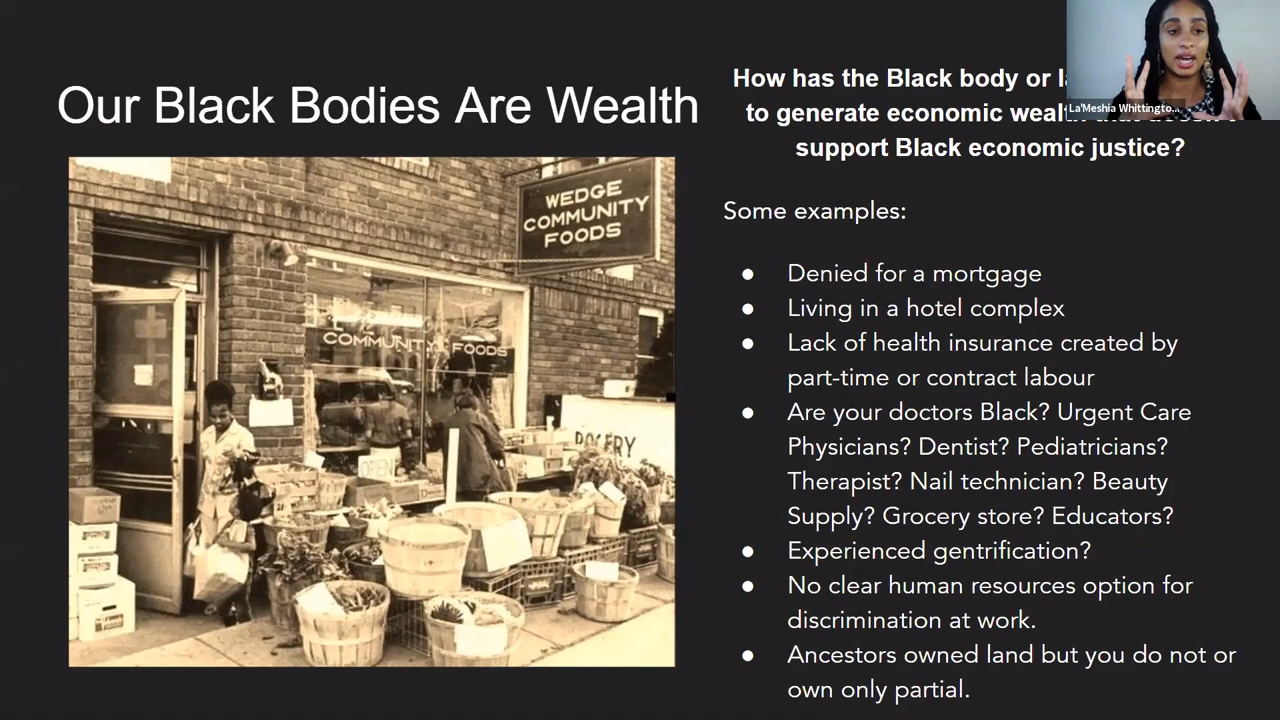 Our Black Bodies Are Wealth
How has the Black body or
to generate economic wealth
support Black economic justice?
La'Meshia Whittingto...
Some examples:
● Denied for a mortgage
● Living in a hotel complex
● Lack of health insurance created by
part-time or contract labour
● Are your doctors Black? Urgent Care
Physicians? Dentist? Pediatricians?
Therapist? Nail technician? Beauty
Supply? Grocery store? Educators?
● Experienced gentrification?
● No clear human resources option for
discrimination at work.
● Ancestors owned land but you do not or
own only partial.
WEDGE
COMMUNITY
FOODS
COMMUNITY FOODS
OPEN